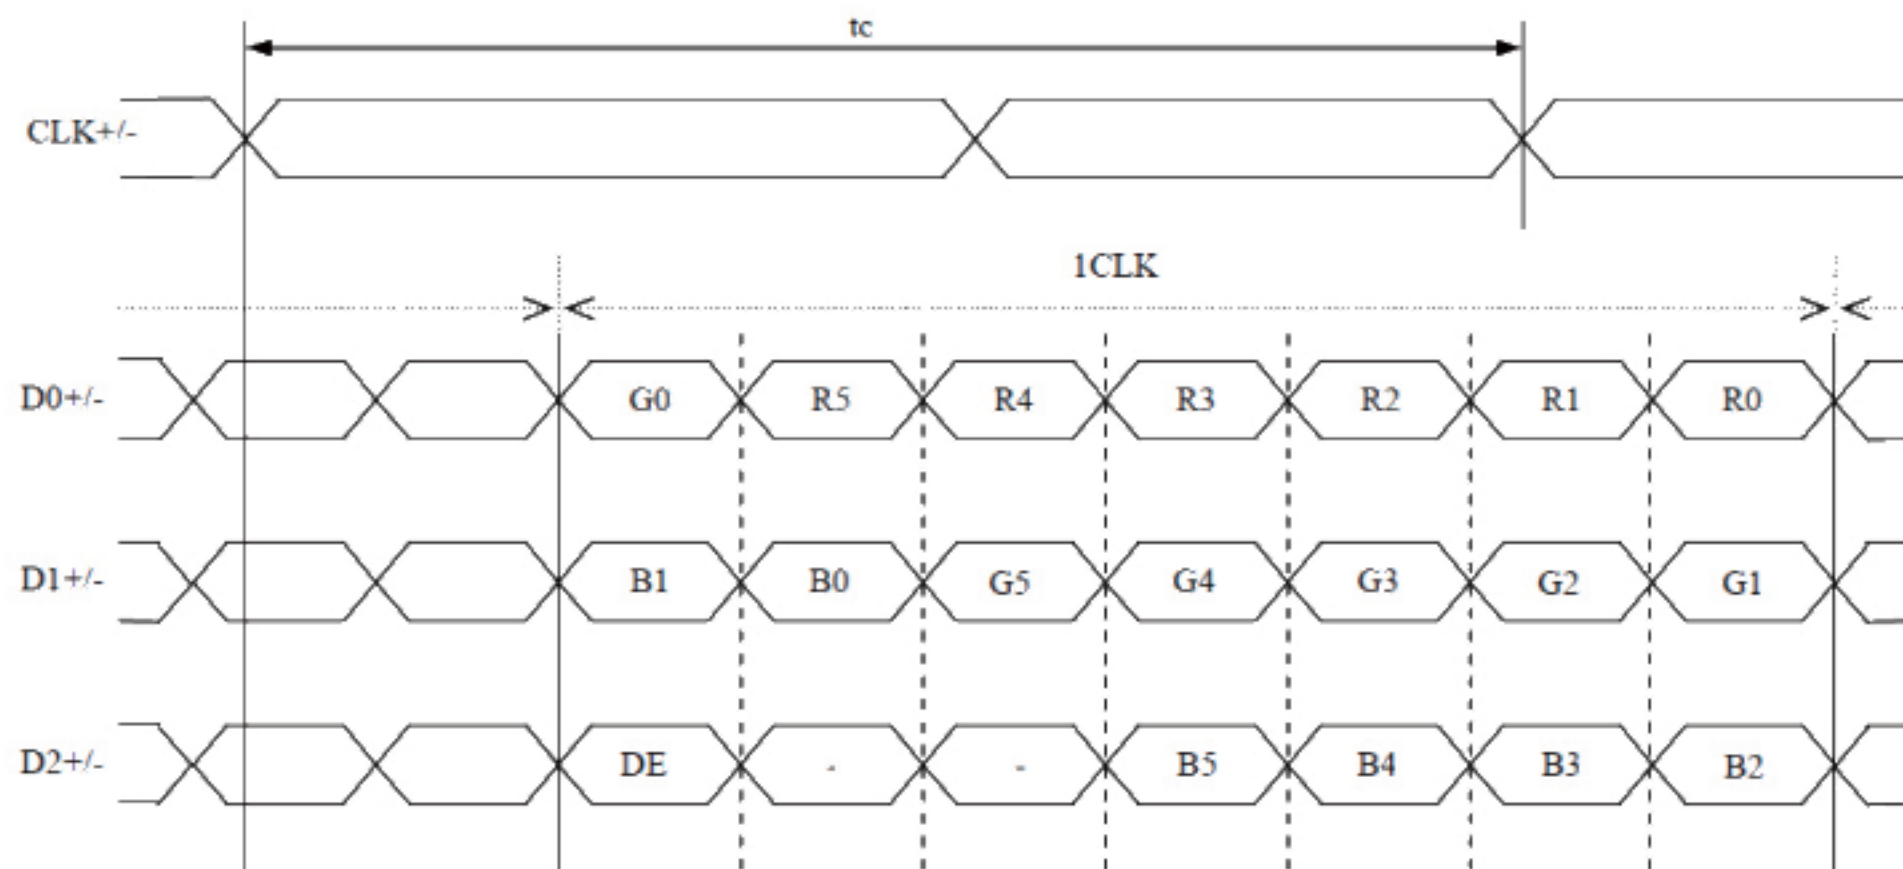 tc
CLK+/-
1CLK
D0+/- G0 R5 R4 R3 R2 R1 R0
D1+/- B1 B0 G5 G4 G3 G2 G1
D2+/- DE - - B5 B4 B3 B2